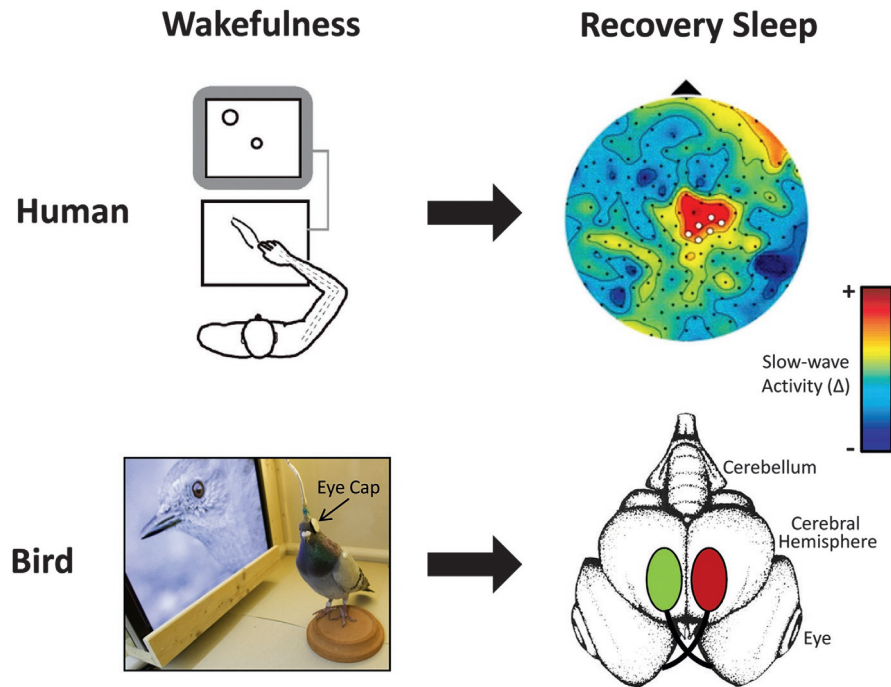 Wakefulness
Recovery Sleep
Human
+
Slow-wave
Activity (Δ)
-
Bird
Eye Cap
Cerebellum
Cerebral
Hemisphere
Eye